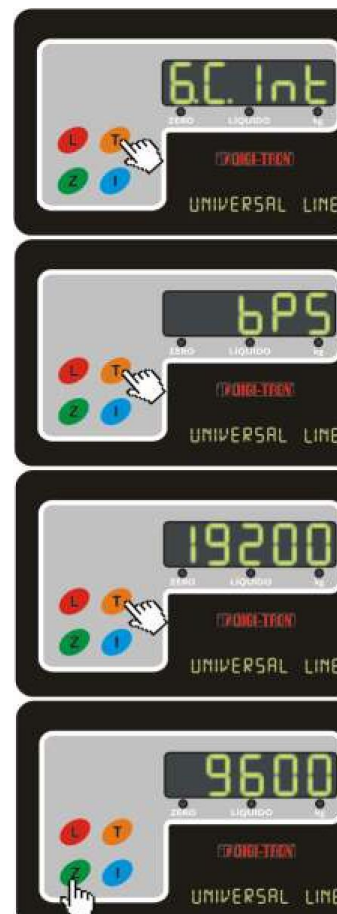 6.C. Int
L T
ZERO LIQUIDO kg
Z I
DIGI-TRON
UNIVERSAL LINE
bPS
L T
ZERO LIQUIDO kg
Z I
DIGI-TRON
UNIVERSAL LINE
19200
L T
ZERO LIQUIDO kg
Z I
DIGI-TRON
UNIVERSAL LINE
9600
ZERO LIQUIDO kg
L T
DIGI-TRON
Z I
UNIVERSAL LINE